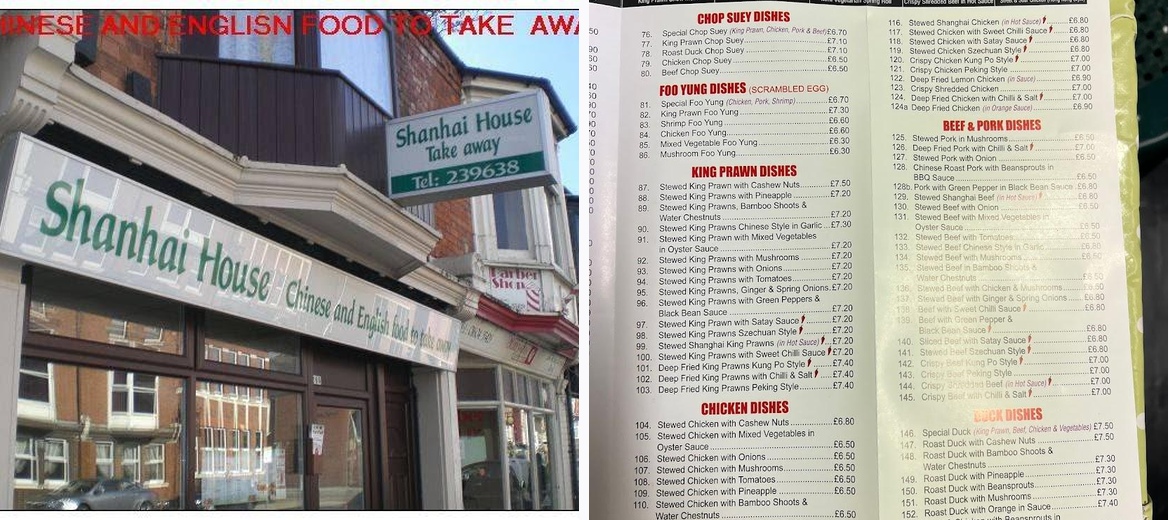 INESE AND ENGLISH FOOD TO TAKE AWA
Shanhai House
Take away
Tel: 239638
Shanhai House
Chinese and English food to take away
Barber
Shop
CHOP SUEY DISHES
76. Special Chop Suey (King Prawn, Chicken, Pork & Beef) £6.70
77. King Prawn Chop Suey £7.10
78. Roast Duck Chop Suey £7.10
79. Chicken Chop Suey £6.50
80. Beef Chop Suey £6.50
FOO YUNG DISHES (SCRAMBLED EGG)
81. Special Foo Yung (Chicken, Pork, Shrimp) £6.70
82. King Prawn Foo Yung £7.30
83. Shrimp Foo Yung £6.60
84. Chicken Foo Yung £6.60
85. Mixed Vegetable Foo Yung £6.30
86. Mushroom Foo Yung £6.30
KING PRAWN DISHES
87. Stewed King Prawn with Cashew Nuts £7.50
88. Stewed King Prawns with Pineapple £7.20
89. Stewed King Prawns, Bamboo Shoots &
Water Chestnuts £7.20
90. Stewed King Prawns Chinese Style in Garlic £7.30
91. Stewed King Prawn with Mixed Vegetables
in Oyster Sauce £7.20
92. Stewed King Prawns with Mushrooms £7.20
93. Stewed King Prawns with Onions £7.20
94. Stewed King Prawns with Tomatoes £7.20
95. Stewed King Prawns, Ginger & Spring Onions £7.20
96. Stewed King Prawns with Green Peppers &
Black Bean Sauce £7.20
97. Stewed King Prawn with Satay Sauce £7.20
98. Stewed King Prawns Szechuan Style £7.20
99. Stewed Shanghai King Prawns (in Hot Sauce) £7.20
100. Stewed King Prawns with Sweet Chilli Sauce £7.20
101. Deep Fried King Prawns Kung Po Style £7.40
102. Deep Fried King Prawns with Chilli & Salt £7.40
103. Deep Fried King Prawns Peking Style £7.40
CHICKEN DISHES
104. Stewed Chicken with Cashew Nuts £6.80
105. Stewed Chicken with Mixed Vegetables in
Oyster Sauce £6.50
106. Stewed Chicken with Onions £6.50
107. Stewed Chicken with Mushrooms £6.50
108. Stewed Chicken with Tomatoes £6.50
109. Stewed Chicken with Pineapple £6.50
110. Stewed Chicken with Bamboo Shoots &
Water Chestnuts £6.50
116. Stewed Shanghai Chicken (in Hot Sauce) £6.80
117. Stewed Chicken with Sweet Chilli Sauce £6.80
118. Stewed Chicken with Satay Sauce £6.80
119. Stewed Chicken Szechuan Style £6.80
120. Crispy Chicken Kung Po Style £7.00
121. Crispy Chicken Peking Style £7.00
122. Deep Fried Lemon Chicken (in Sauce) £6.90
123. Crispy Shredded Chicken £7.00
124. Deep Fried Chicken with Chilli & Salt £7.00
124a Deep Fried Chicken (in Orange Sauce) £6.90
BEEF & PORK DISHES
125. Stewed Pork in Mushrooms £6.50
126. Deep Fried Pork with Chilli & Salt £7.00
127. Stewed Pork with Onion £6.50
128. Chinese Roast Pork with Beansprouts in
BBQ Sauce £6.50
128b. Pork with Green Pepper in Black Bean Sauce £6.80
129. Stewed Shanghai Beef (in Hot Sauce) £6.80
130. Stewed Beef with Onion £6.50
131. Stewed Beef with Mixed Vegetables in
Oyster Sauce £6.50
132. Stewed Beef with Tomatoes £6.50
133. Stewed Beef Chinese Style in Garlic £6.60
134 Stewed Beef with Mushrooms £6.50
135. Stewed Beef in Bamboo Shoots &
Water Chestnuts £6.50
136. Stewed Beef with Chicken & Mushrooms £6.50
137. Stewed Beef with Ginger & Spring Onions £6.80
138. Beef with Sweet Chilli Sauce £6.80
139. Beef with Green Pepper &
Black Bean Sauce £6.80
140. Sliced Beef with Satay Sauce £6.80
141. Stewed Beef Szechuan Style £6.80
142. Crispy Beef Kung Po Style £7.00
143. Crispy Beef Peking Style £7.00
144. Crispy Shredded Beef (in Hot Sauce) £7.00
145. Crispy Beef with Chilli & Salt £7.00
DUCK DISHES
146. Special Duck (King Prawn, Beef, Chicken & Vegetables) £7.50
147. Roast Duck with Cashew Nuts £7.50
148. Roast Duck with Bamboo Shoots &
Water Chestnuts £7.30
149. Roast Duck with Pineapple £7.30
150. Roast Duck with Beansprouts £7.30
151. Roast Duck with Mushrooms £7.30
152. Roast Duck with Orange in Sauce £7.40